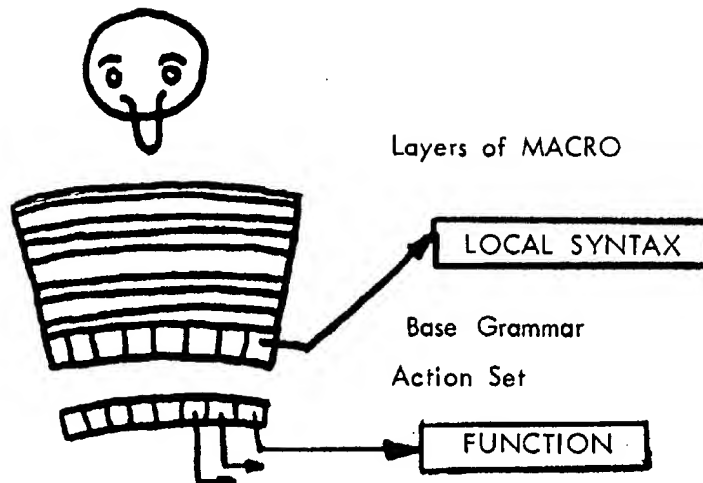 Layers of MACRO
LOCAL SYNTAX
Base Grammar
Action Set
FUNCTION